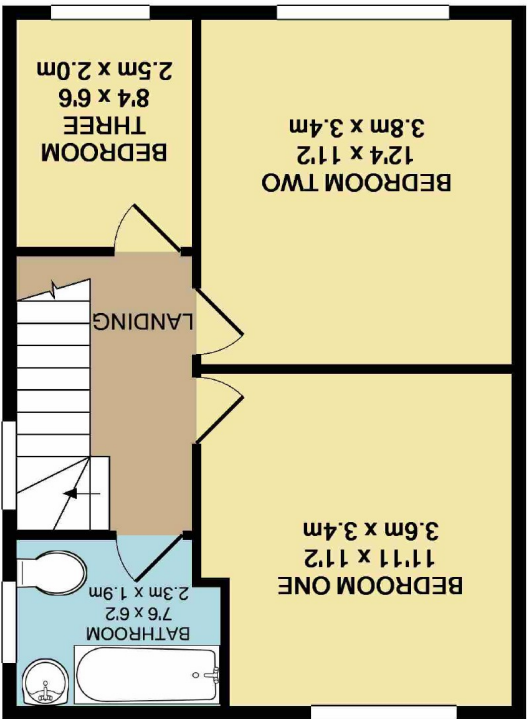 BATHROOM
7'6 x 6'2
2.3m x 1.9m
BEDROOM ONE
11'11 x 11'2
3.6m x 3.4m
LANDING
BEDROOM TWO
12'4 x 11'2
3.8m x 3.4m
BEDROOM
THREE
8'4 x 6'6
2.5m x 2.0m